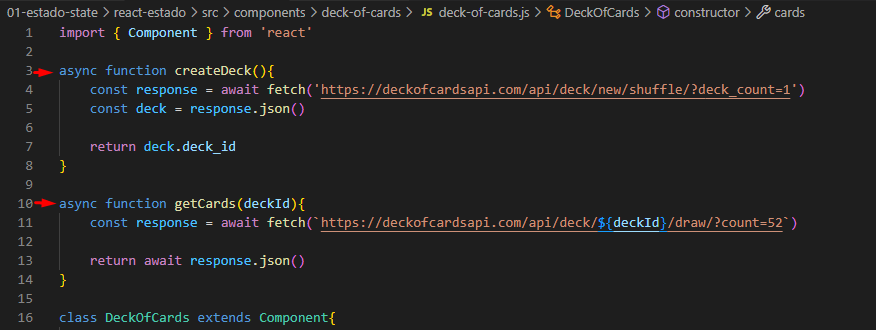 01-estado-state > react-estado > src > components > deck-of-cards > JS deck-of-cards.js > DeckOfCards > constructor > cards
1 import { Component } from 'react'
2
3 async function createDeck(){
4 const response = await fetch('https://deckofcardsapi.com/api/deck/new/shuffle/?deck_count=1')
5 const deck = response.json()
6
7 return deck.deck_id
8 }
9
10 async function getCards(deckId){
11 const response = await fetch(`https://deckofcardsapi.com/api/deck/${deckId}/draw/?count=52`)
12
13 return await response.json()
14 }
15
16 class DeckOfCards extends Component{